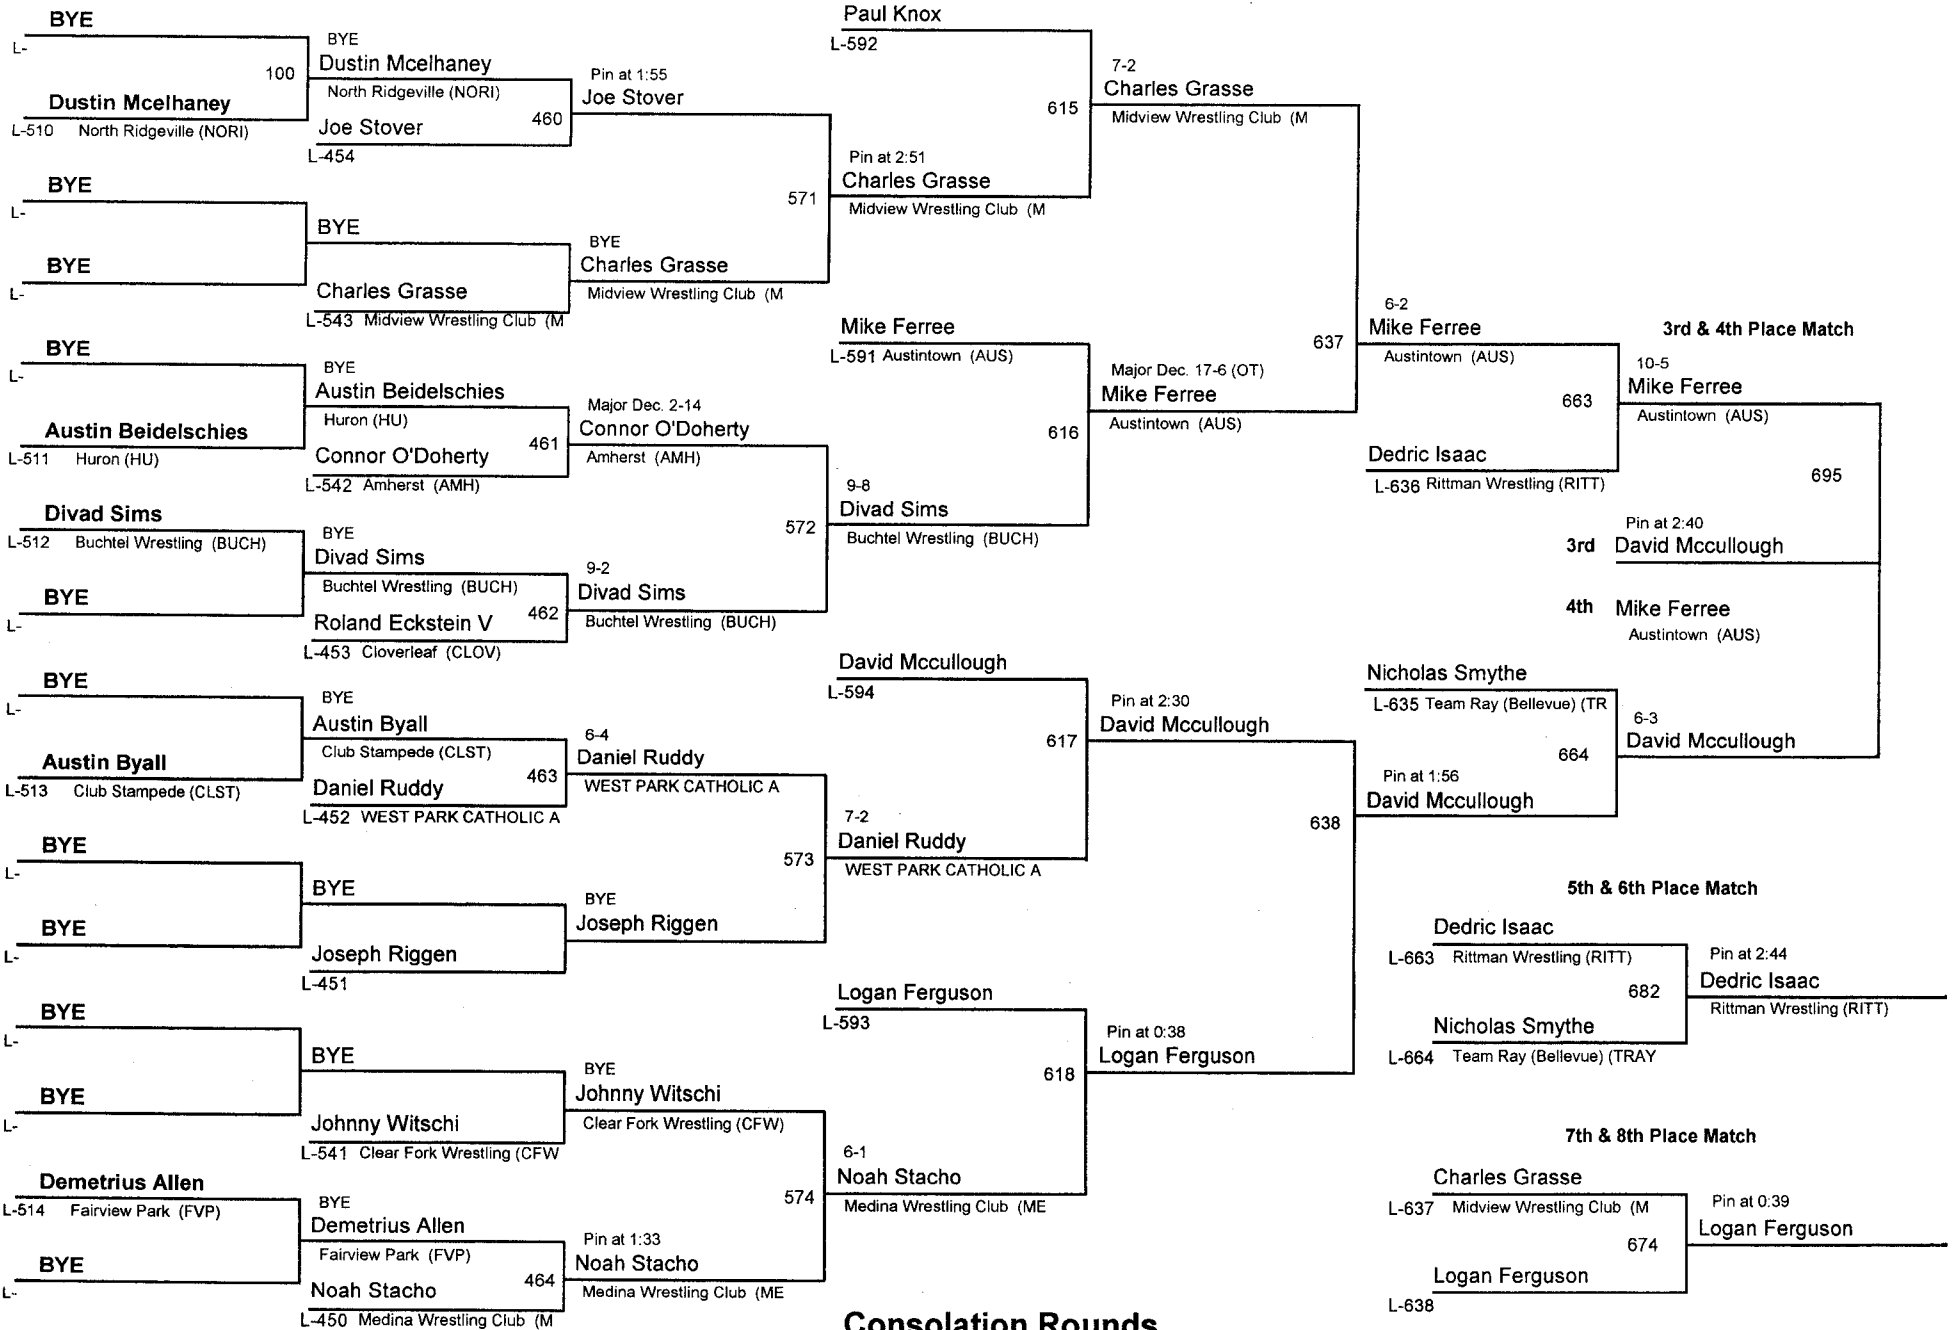 BYE
L-
100
Dustin Mcelhaney
L-510 North Ridgeville (NORI)
BYE
L-
BYE
L-
BYE
L-
Austin Beidelschies
L-511 Huron (HU)
Divad Sims
L-512 Buchtel Wrestling (BUCH)
BYE
L-
BYE
L-
Austin Byall
L-513 Club Stampede (CLST)
BYE
L-
BYE
L-
BYE
L-
BYE
L-
Demetrius Allen
L-514 Fairview Park (FVP)
BYE
L-
BYE
Dustin Mcelhaney
North Ridgeville (NORI)
460
Joe Stover
L-454
BYE
Charles Grasse
L-543 Midview Wrestling Club (M
BYE
Austin Beidelschies
Huron (HU)
461
Connor O'Doherty
L-542 Amherst (AMH)
BYE
Divad Sims
Buchtel Wrestling (BUCH)
462
Roland Eckstein V
L-453 Cloverleaf (CLOV)
BYE
Austin Byall
Club Stampede (CLST)
463
Daniel Ruddy
L-452 WEST PARK CATHOLIC A
BYE
Joseph Riggen
L-451
BYE
Johnny Witschi
L-541 Clear Fork Wrestling (CFW
BYE
Demetrius Allen
Fairview Park (FVP)
464
Noah Stacho
L-450 Medina Wrestling Club (M
Pin at 1:55
Joe Stover
571
BYE
Charles Grasse
Midview Wrestling Club (M
Major Dec. 2-14
Connor O'Doherty
Amherst (AMH)
572
9-2
Divad Sims
Buchtel Wrestling (BUCH)
6-4
Daniel Ruddy
WEST PARK CATHOLIC A
573
BYE
Joseph Riggen
BYE
Johnny Witschi
Clear Fork Wrestling (CFW)
574
Pin at 1:33
Noah Stacho
Medina Wrestling Club (ME
Paul Knox
L-592
615
Pin at 2:51
Charles Grasse
Midview Wrestling Club (M
Mike Ferree
L-591 Austintown (AUS)
616
9-8
Divad Sims
Buchtel Wrestling (BUCH)
David Mccullough
L-594
617
7-2
Daniel Ruddy
WEST PARK CATHOLIC A
Logan Ferguson
L-593
618
6-1
Noah Stacho
Medina Wrestling Club (ME
7-2
Charles Grasse
Midview Wrestling Club (M
637
Major Dec. 17-6 (OT)
Mike Ferree
Austintown (AUS)
Pin at 2:30
David Mccullough
638
Pin at 0:38
Logan Ferguson
6-2
Mike Ferree
Austintown (AUS)
663
Dedric Isaac
L-636 Rittman Wrestling (RITT)
Nicholas Smythe
L-635 Team Ray (Bellevue) (TR
664
Pin at 1:56
David Mccullough
3rd & 4th Place Match
10-5
Mike Ferree
Austintown (AUS)
695
Pin at 2:40
3rd David Mccullough
4th Mike Ferree
Austintown (AUS)
6-3
David Mccullough
5th & 6th Place Match
Dedric Isaac
L-663 Rittman Wrestling (RITT)
682
Nicholas Smythe
L-664 Team Ray (Bellevue) (TRAY
Pin at 2:44
Dedric Isaac
Rittman Wrestling (RITT)
7th & 8th Place Match
Charles Grasse
L-637 Midview Wrestling Club (M
674
Logan Ferguson
L-638
Pin at 0:39
Logan Ferguson
Consolation Rounds